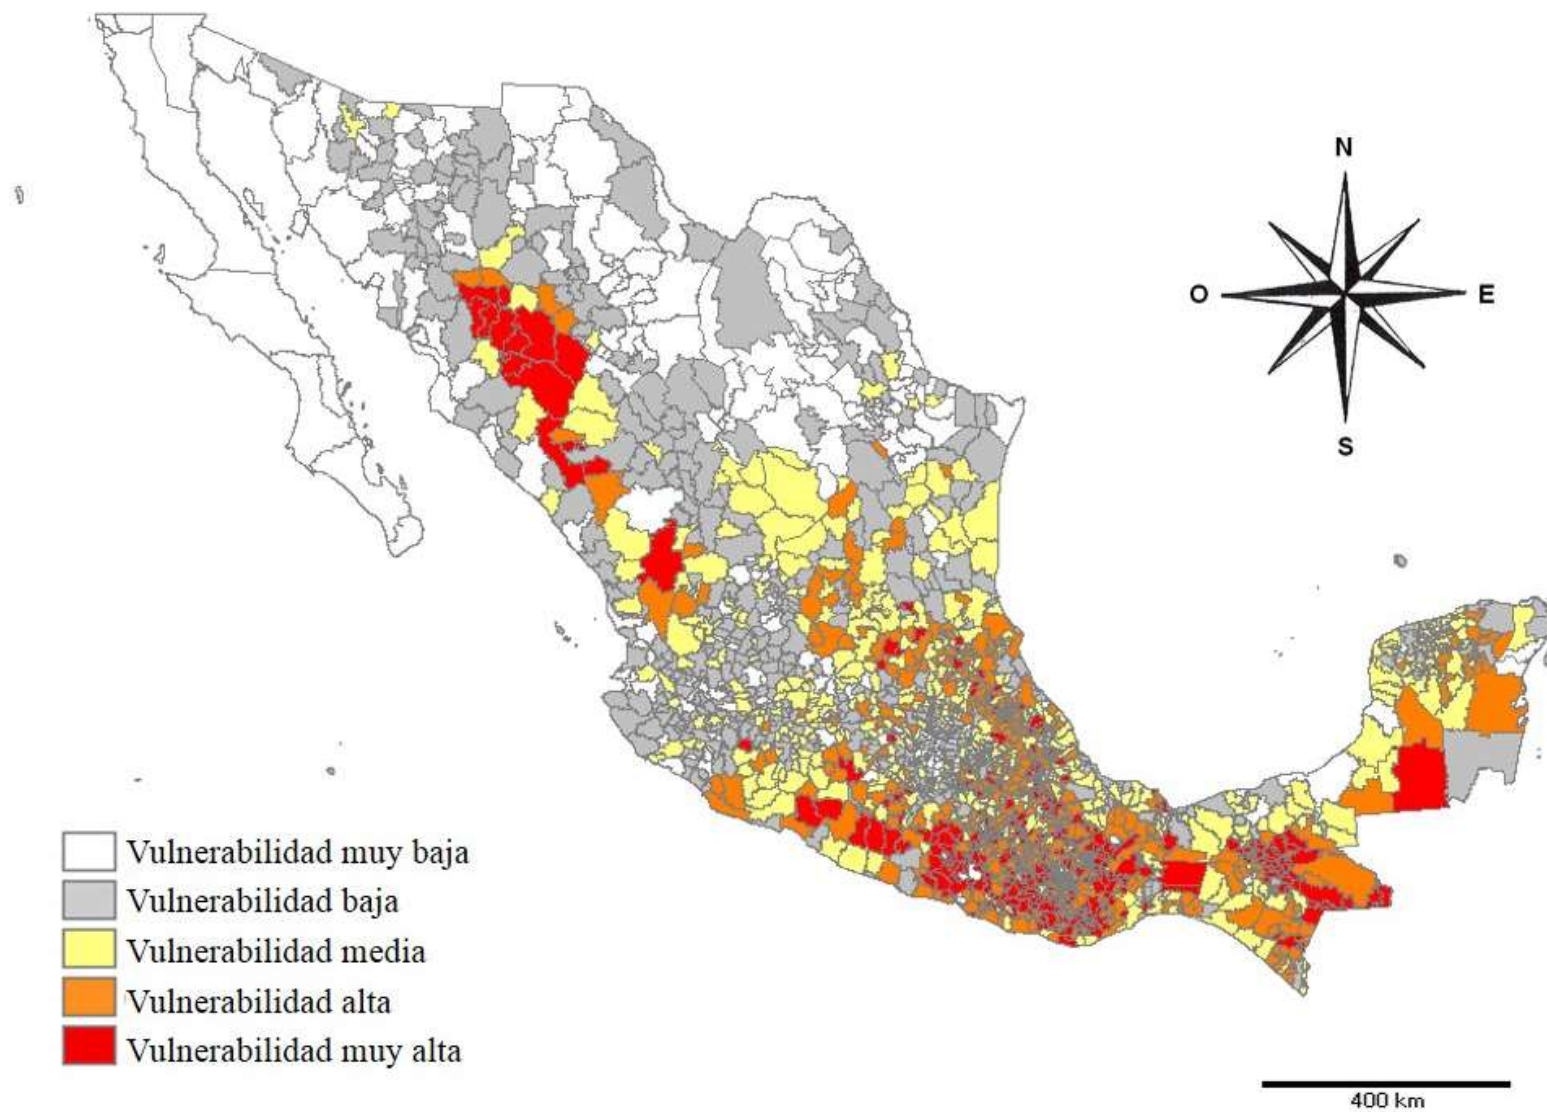 N
O
E
S
Vulnerabilidad muy baja
Vulnerabilidad baja
Vulnerabilidad media
Vulnerabilidad alta
Vulnerabilidad muy alta
400 km